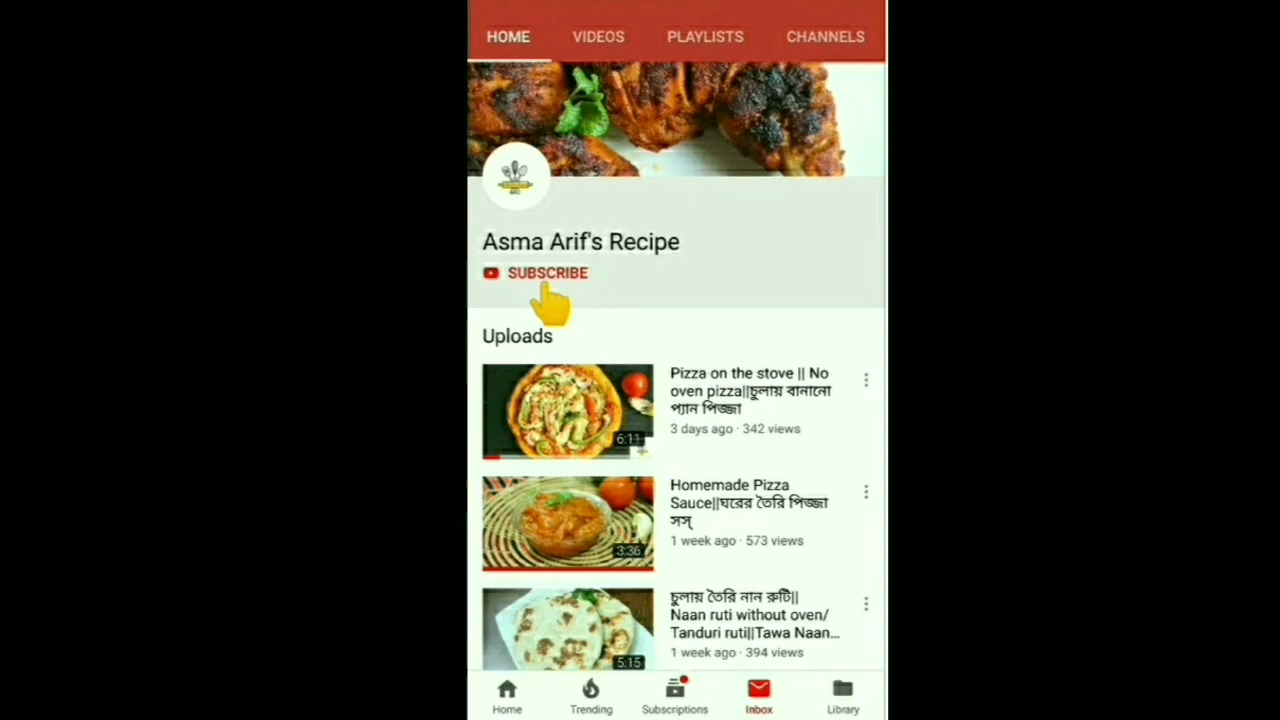 HOME VIDEOS PLAYLISTS CHANNELS
Asma Arif's Recipe
SUBSCRIBE
Uploads
Pizza on the stove || No
oven pizza||চুলায় বানানো
প্যান পিজ্জা
3 days ago · 342 views
6:11
Homemade Pizza
Sauce||ঘরের তৈরি পিজ্জা
সস্
1 week ago · 573 views
3:36
চুলায় তৈরি নান রুটি||
Naan ruti without oven/
Tanduri ruti||Tawa Naan...
1 week ago · 394 views
5:15
Home Trending Subscriptions Inbox Library